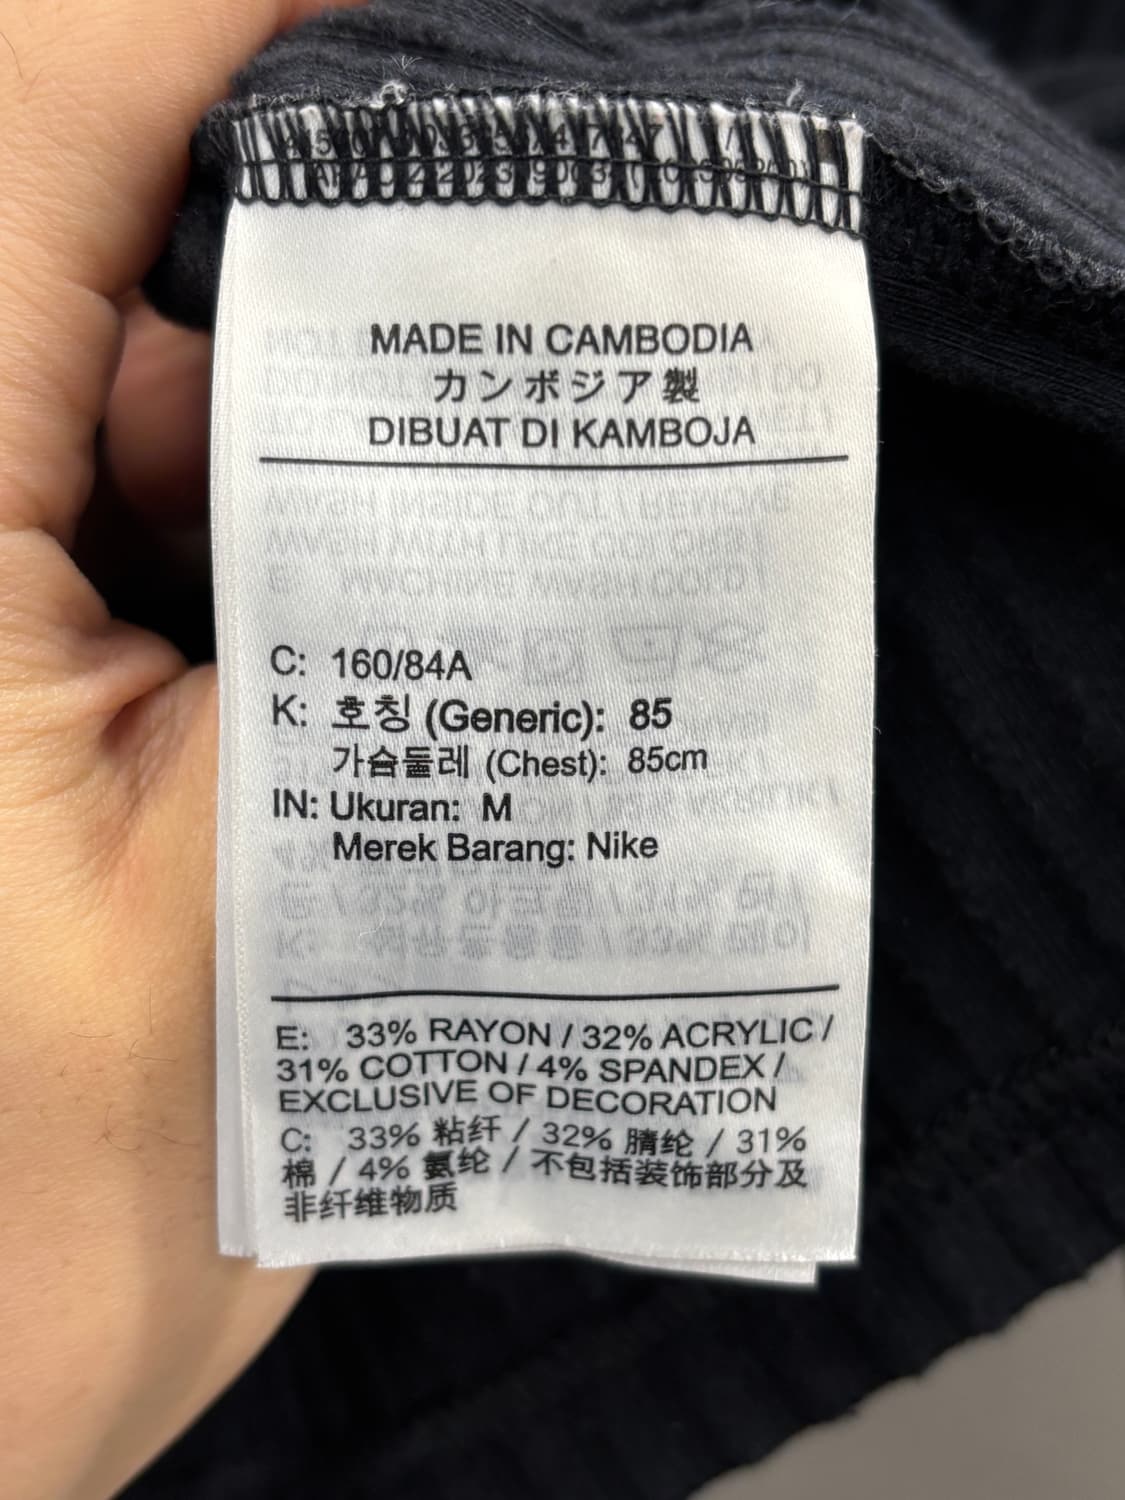 MADE IN CAMBODIA
カンボジア製
DIBUAT DI KAMBOJA
C: 160/84A
K: 호칭 (Generic): 85
가슴둘레 (Chest): 85cm
IN: Ukuran: M
Merek Barang: Nike
E: 33% RAYON / 32% ACRYLIC /
31% COTTON / 4% SPANDEX /
EXCLUSIVE OF DECORATION
C: 33% 粘纤 / 32% 腈纶 / 31%
棉 / 4% 氨纶 / 不包括装饰部分及
非纤维物质